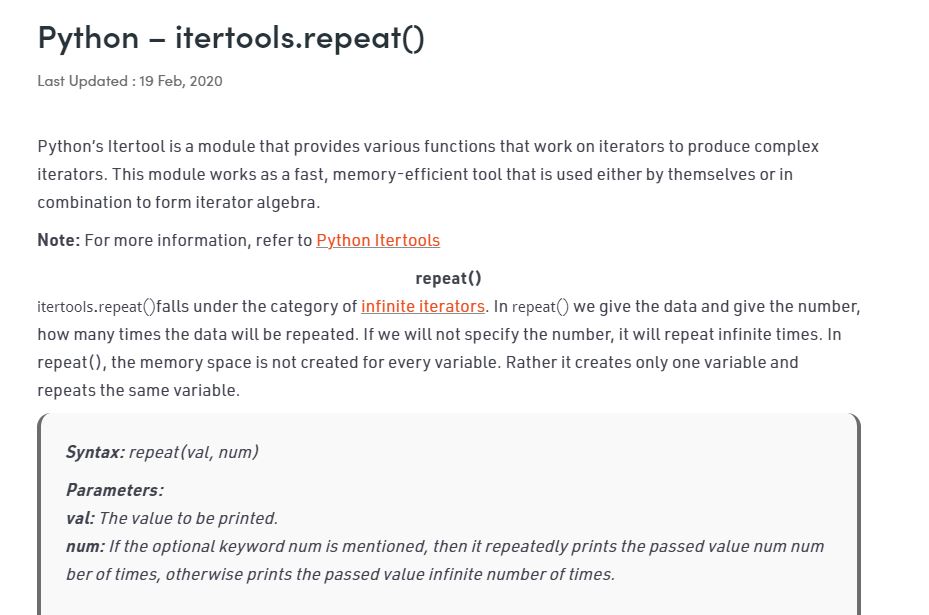 Python – itertools.repeat()
Last Updated : 19 Feb, 2020
Python’s Itertool is a module that provides various functions that work on iterators to produce complex
iterators. This module works as a fast, memory-efficient tool that is used either by themselves or in
combination to form iterator algebra.
Note: For more information, refer to Python Itertools
repeat()
itertools.repeat()falls under the category of infinite iterators. In repeat() we give the data and give the number,
how many times the data will be repeated. If we will not specify the number, it will repeat infinite times. In
repeat(), the memory space is not created for every variable. Rather it creates only one variable and
repeats the same variable.
Syntax: repeat(val, num)
Parameters:
val: The value to be printed.
num: If the optional keyword num is mentioned, then it repeatedly prints the passed value num num
ber of times, otherwise prints the passed value infinite number of times.